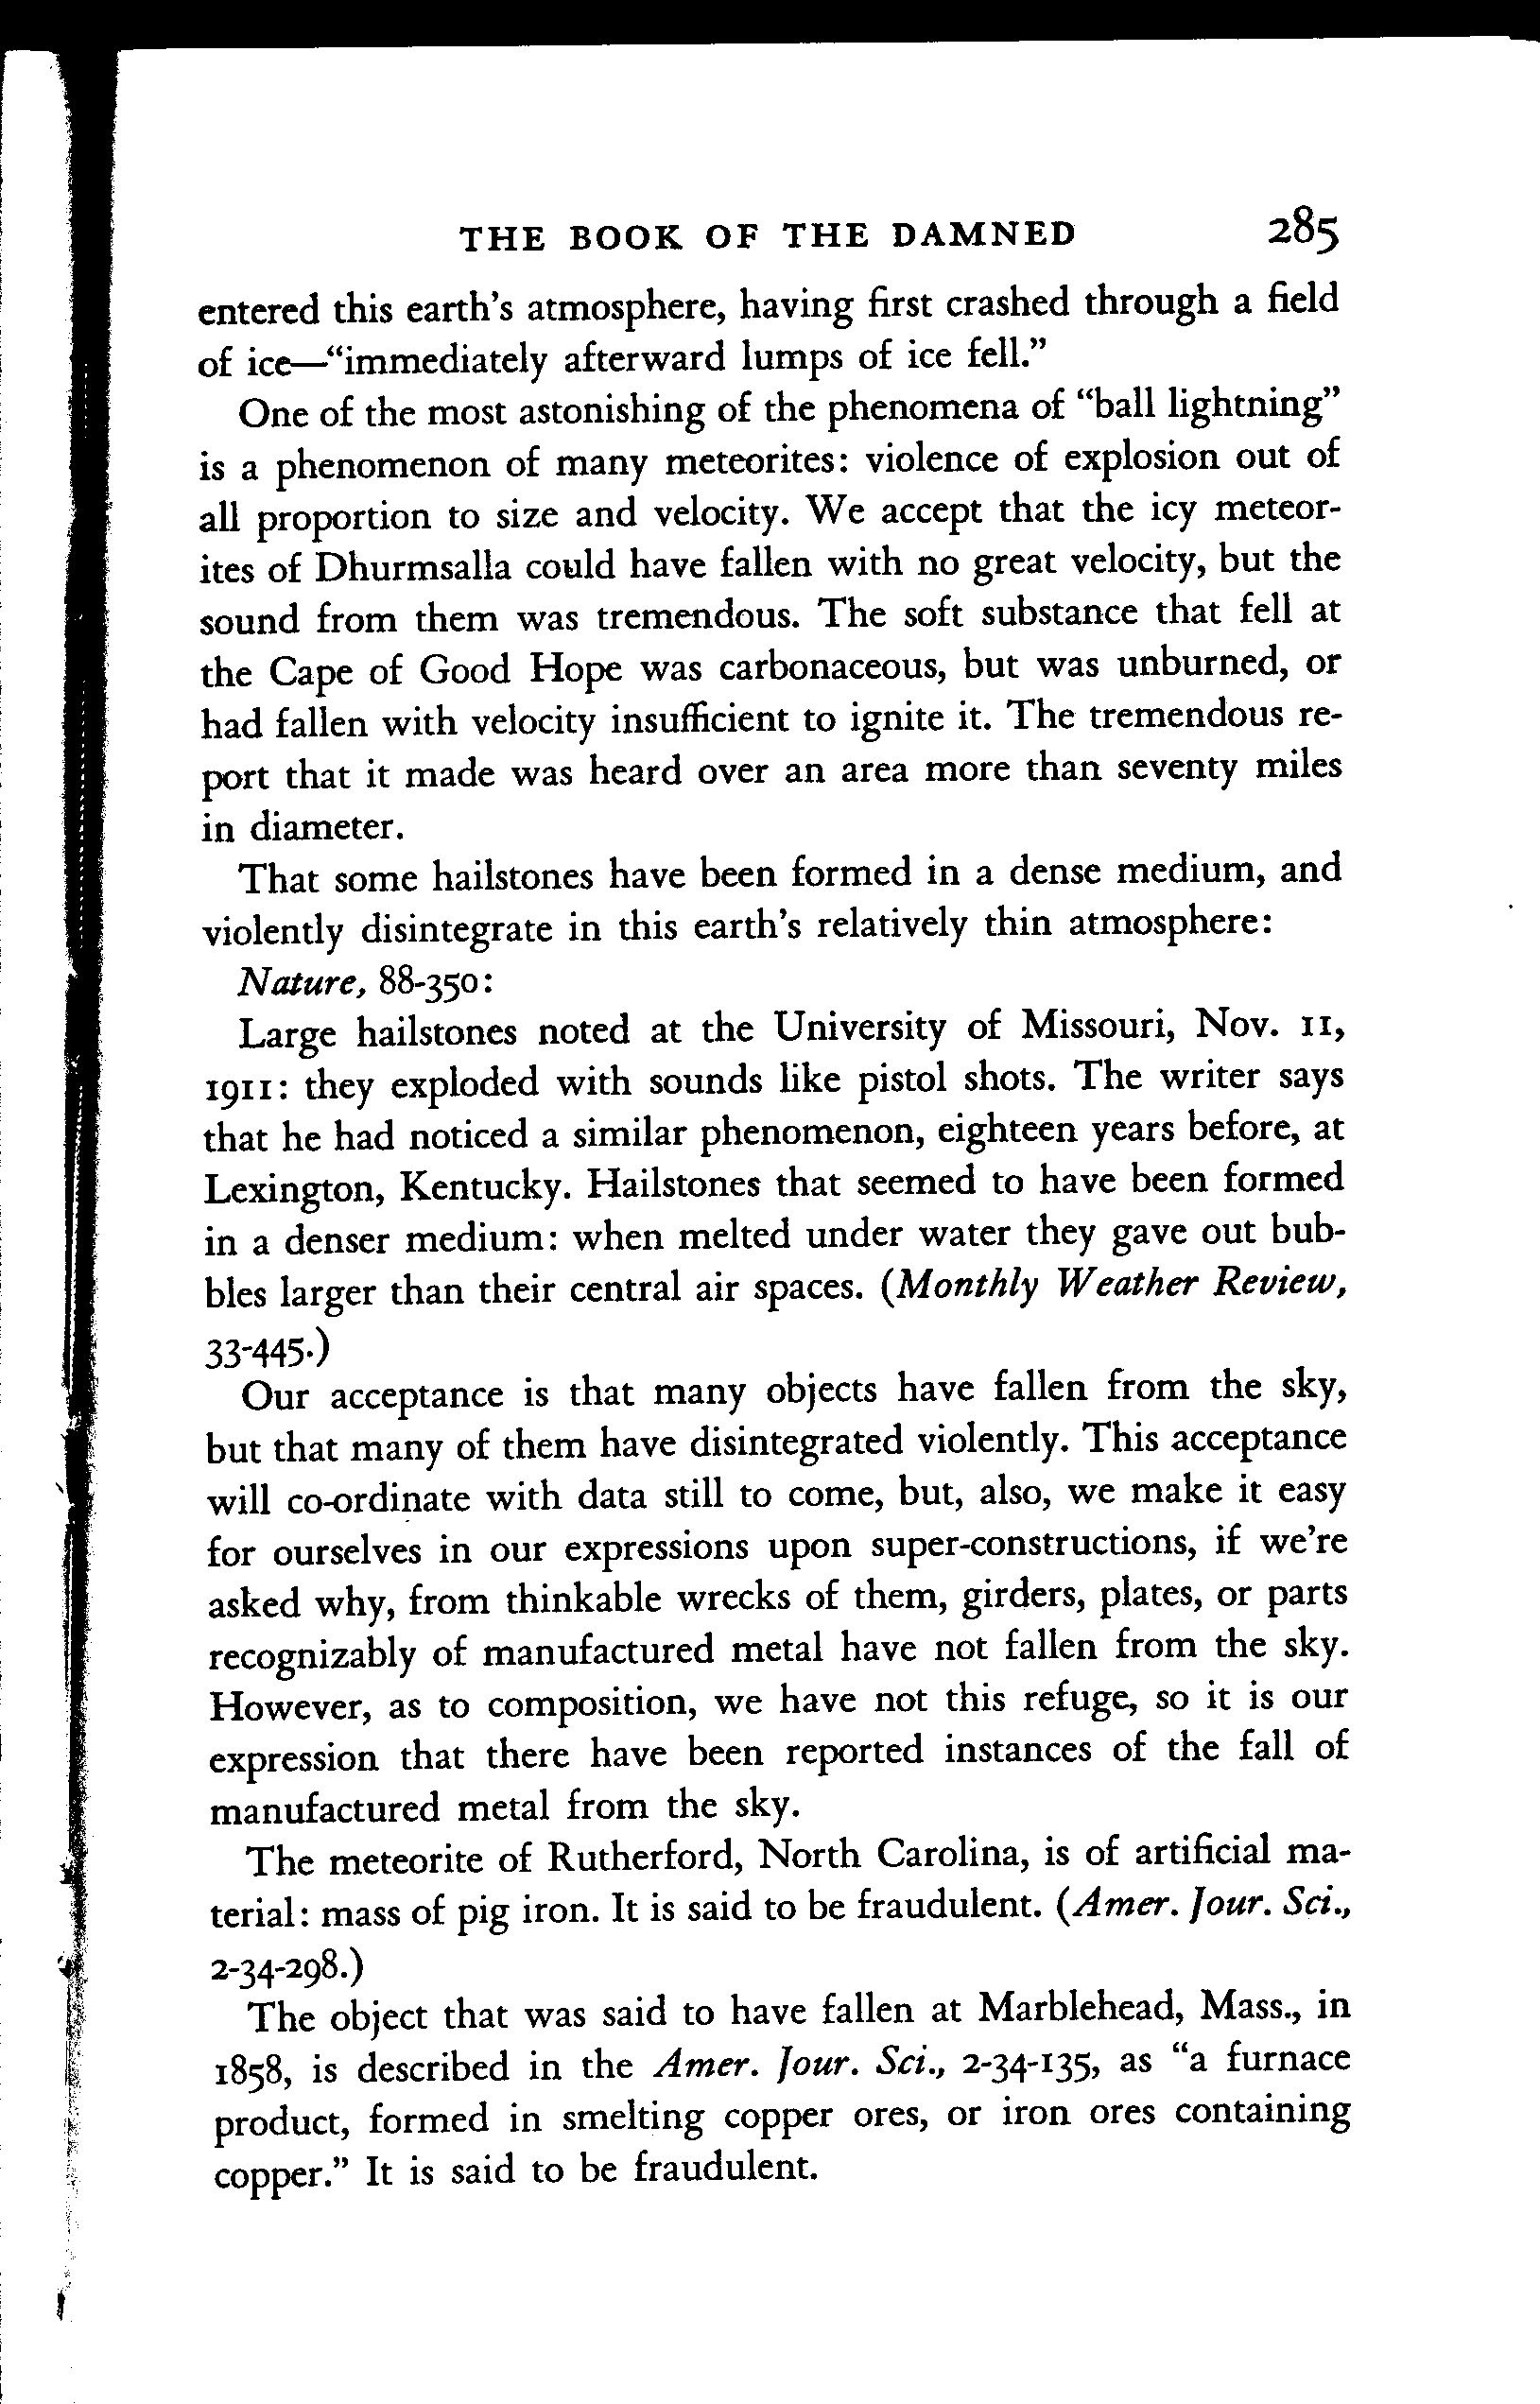 THE BOOK OF THE DAMNED 285
entered this earth's atmosphere, having first crashed through a field
of ice—"immediately afterward lumps of ice fell."
One of the most astonishing of the phenomena of "ball lightning"
is a phenomenon of many meteorites: violence of explosion out of
all proportion to size and velocity. We accept that the icy meteor-
ites of Dhurmsalla could have fallen with no great velocity, but the
sound from them was tremendous. The soft substance that fell at
the Cape of Good Hope was carbonaceous, but was unburned, or
had fallen with velocity insufficient to ignite it. The tremendous re-
port that it made was heard over an area more than seventy miles
in diameter.
That some hailstones have been formed in a dense medium, and
violently disintegrate in this earth's relatively thin atmosphere:
Nature, 88-350:
Large hailstones noted at the University of Missouri, Nov. 11,
1911: they exploded with sounds like pistol shots. The writer says
that he had noticed a similar phenomenon, eighteen years before, at
Lexington, Kentucky. Hailstones that seemed to have been formed
in a denser medium: when melted under water they gave out bub-
bles larger than their central air spaces. (Monthly Weather Review,
33-445.)
Our acceptance is that many objects have fallen from the sky,
but that many of them have disintegrated violently. This acceptance
will co-ordinate with data still to come, but, also, we make it easy
for ourselves in our expressions upon super-constructions, if we're
asked why, from thinkable wrecks of them, girders, plates, or parts
recognizably of manufactured metal have not fallen from the sky.
However, as to composition, we have not this refuge, so it is our
expression that there have been reported instances of the fall of
manufactured metal from the sky.
The meteorite of Rutherford, North Carolina, is of artificial ma-
terial: mass of pig iron. It is said to be fraudulent. (Amer. Jour. Sci.,
2-34-298.)
The object that was said to have fallen at Marblehead, Mass., in
1858, is described in the Amer. Jour. Sci., 2-34-135, as "a furnace
product, formed in smelting copper ores, or iron ores containing
copper." It is said to be fraudulent.